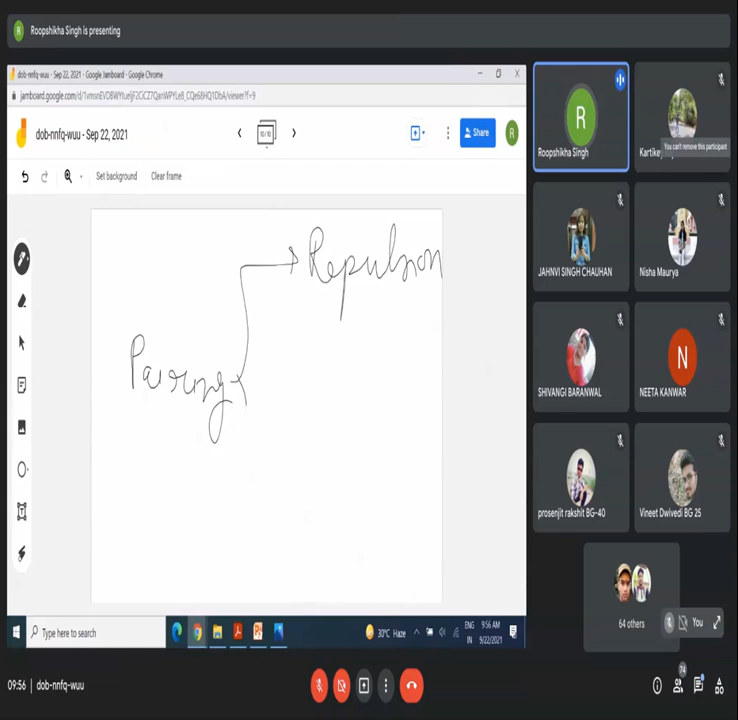 Roopshikha Singh is presenting
dob-nnfq-wuu - Sep 22, 2021 - Google Jamboard - Google Chrome
dob-nnfq-wuu - Sep 22, 2021
10/10
Share
R
Set background
Clear frame
Repulsion
Pairing
R
Roopshikha Singh
You can't remove this participant
JAHNVI SINGH CHAUHAN
Nisha Maurya
SHIVANGI BARANWAL
N
NEETA KANWAR
prosenjit rakshit BG-40
Vineet Dwivedi BG 25
64 others
You
Type here to search
30°C Haze
ENG
IN
9:56 AM
9/22/2021
09:56 | dob-nnfq-wuu
74